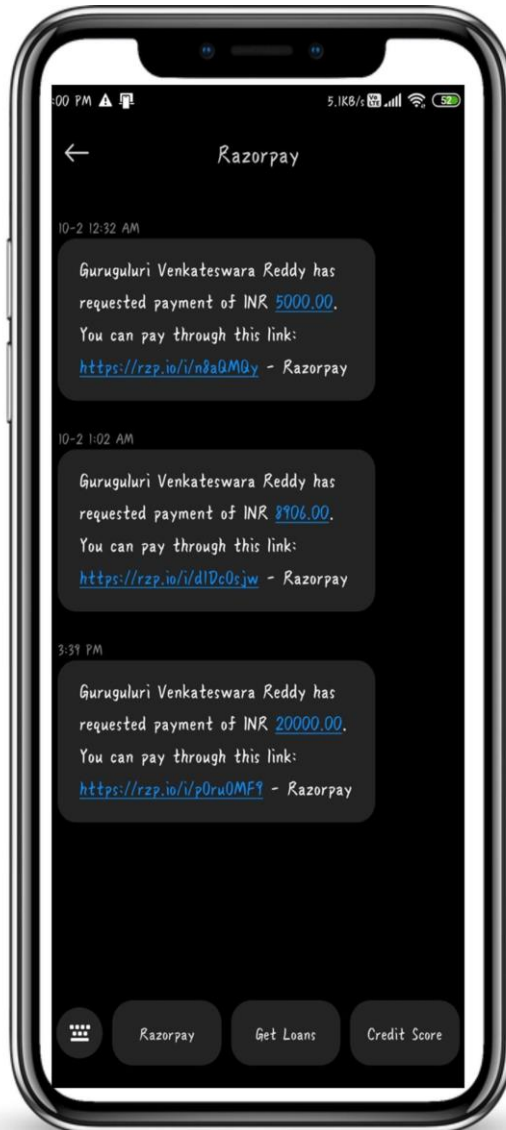 :00 PM
5.1KB/s Vo LTE 52
Razorpay
10-2 12:32 AM
Guruguluri Venkateswara Reddy has
requested payment of INR 5000.00.
You can pay through this link:
https://rzp.io/i/n8aQMQy - Razorpay
10-2 1:02 AM
Guruguluri Venkateswara Reddy has
requested payment of INR 8906.00.
You can pay through this link:
https://rzp.io/i/d1Dc0sjw - Razorpay
3:39 PM
Guruguluri Venkateswara Reddy has
requested payment of INR 20000.00.
You can pay through this link:
https://rzp.io/i/p0ru0MF9 - Razorpay
Razorpay
Get Loans
Credit Score